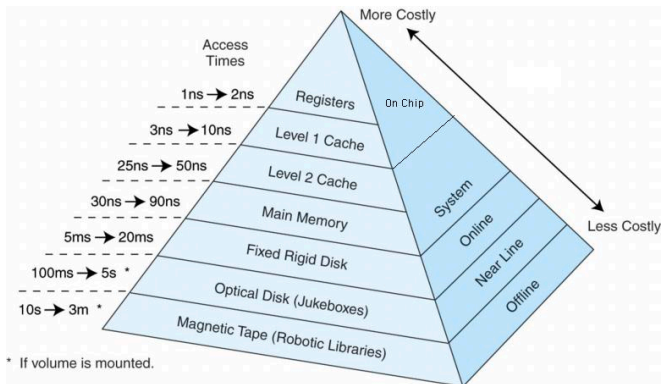 More Costly
Access
Times
1ns → 2ns
Registers
On Chip
3ns → 10ns
Level 1 Cache
25ns → 50ns
Level 2 Cache
System
30ns → 90ns
Main Memory
Online
Less Costly
5ms → 20ms
Fixed Rigid Disk
Near Line
100ms → 5s *
Optical Disk (Jukeboxes)
Offline
10s → 3m *
Magnetic Tape (Robotic Libraries)
* If volume is mounted.